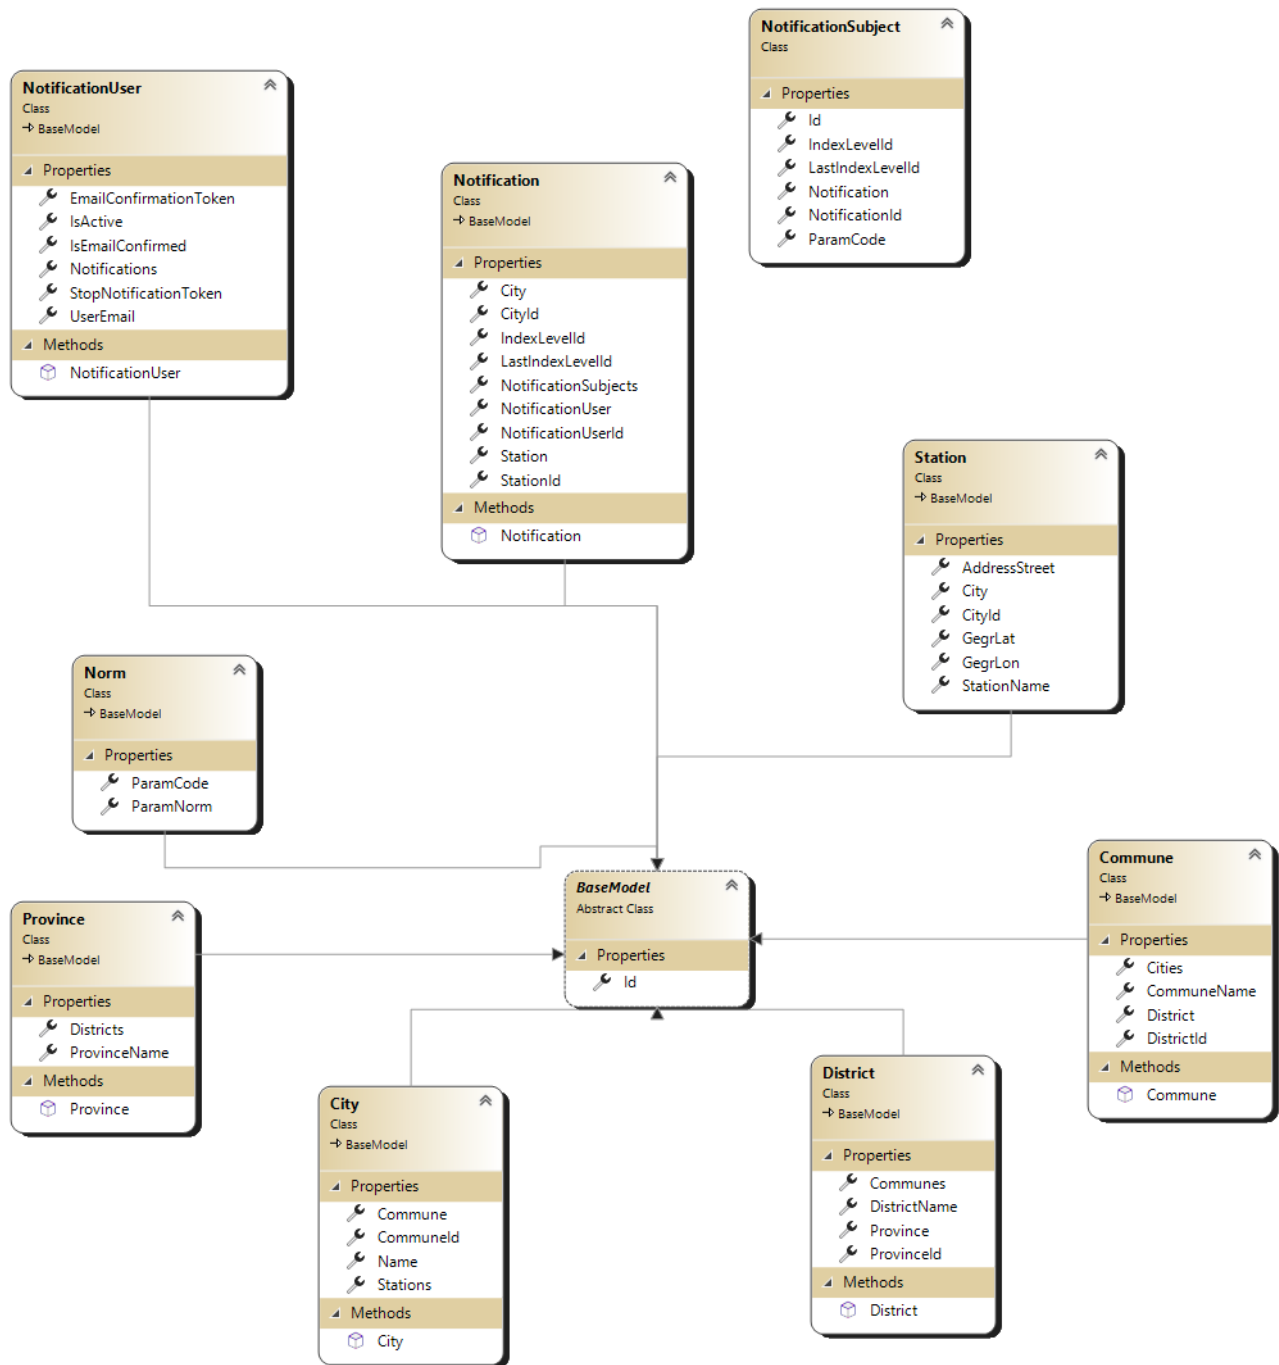 NotificationSubject
Class
Properties
Id
IndexLevelId
LastIndexLevelId
Notification
NotificationId
ParamCode
NotificationUser
Class
BaseModel
Properties
EmailConfirmationToken
IsActive
IsEmailConfirmed
Notifications
StopNotificationToken
UserEmail
Methods
NotificationUser
Notification
Class
BaseModel
Properties
City
CityId
IndexLevelId
LastIndexLevelId
NotificationSubjects
NotificationUser
NotificationUserId
Station
StationId
Methods
Notification
Station
Class
BaseModel
Properties
AddressStreet
City
CityId
GegrLat
GegrLon
StationName
Norm
Class
BaseModel
Properties
ParamCode
ParamNorm
BaseModel
Abstract Class
Properties
Id
Commune
Class
BaseModel
Properties
Cities
CommuneName
District
DistrictId
Methods
Commune
Province
Class
BaseModel
Properties
Districts
ProvinceName
Methods
Province
City
Class
BaseModel
Properties
Commune
CommuneId
Name
Stations
Methods
City
District
Class
BaseModel
Properties
Communes
DistrictName
Province
ProvinceId
Methods
District